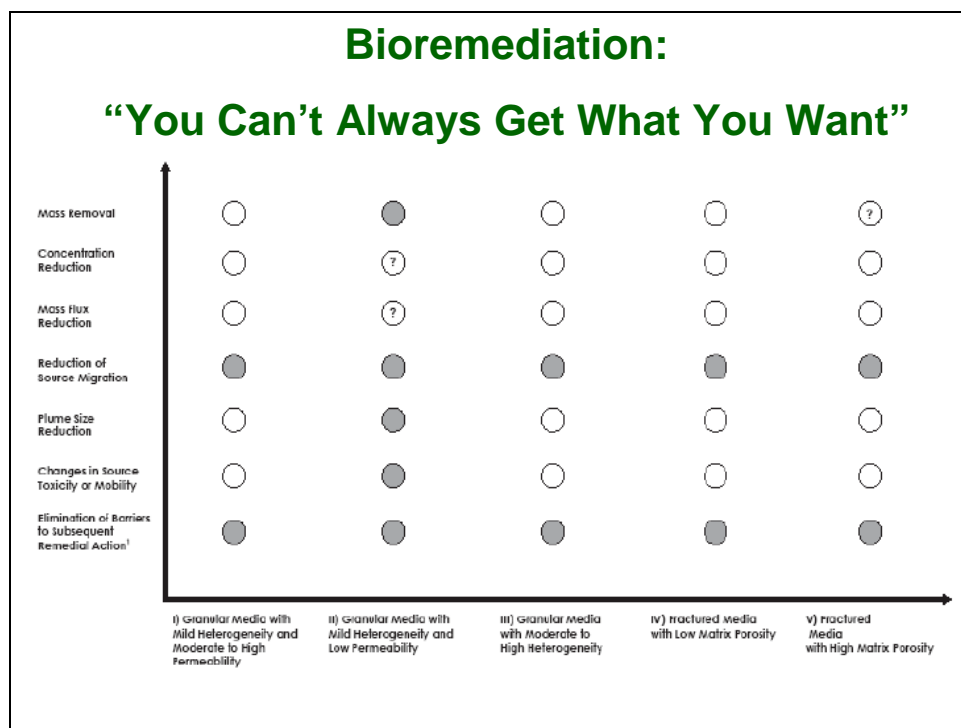 Bioremediation:
“You Can’t Always Get What You Want”
Mass Removal
?
Concentration
Reduction
?
Mass Flux
Reduction
?
Reduction of
Source Migration
Plume Size
Reduction
Changes in Source
Toxicity or Mobility
Elimination of Barriers
to Subsequent
Remedial Action¹
I) Granular Media with
Mild Heterogeneity and
Moderate to High
Permeablility
II) Granular Media with
Mild Heterogeneity and
Low Permeability
III) Granular Media
with Moderate to
High Heterogeneity
IV) Fractured Media
with Low Matrix Porosity
V) Fractured
Media
with High Matrix Porosity